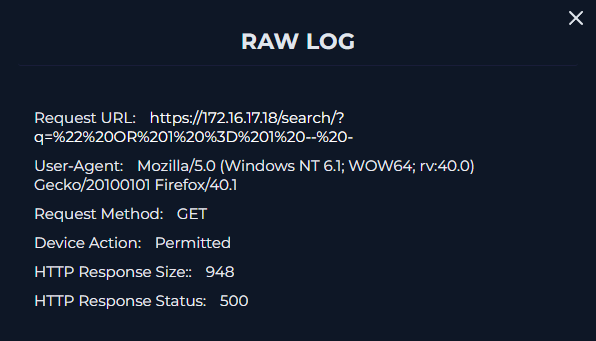 RAW LOG
Request URL: https://172.16.17.18/search/?
q=%22%20OR%201%20%3D%201%20--%20-
User-Agent: Mozilla/5.0 (Windows NT 6.1; WOW64; rv:40.0)
Gecko/20100101 Firefox/40.1
Request Method: GET
Device Action: Permitted
HTTP Response Size:: 948
HTTP Response Status: 500